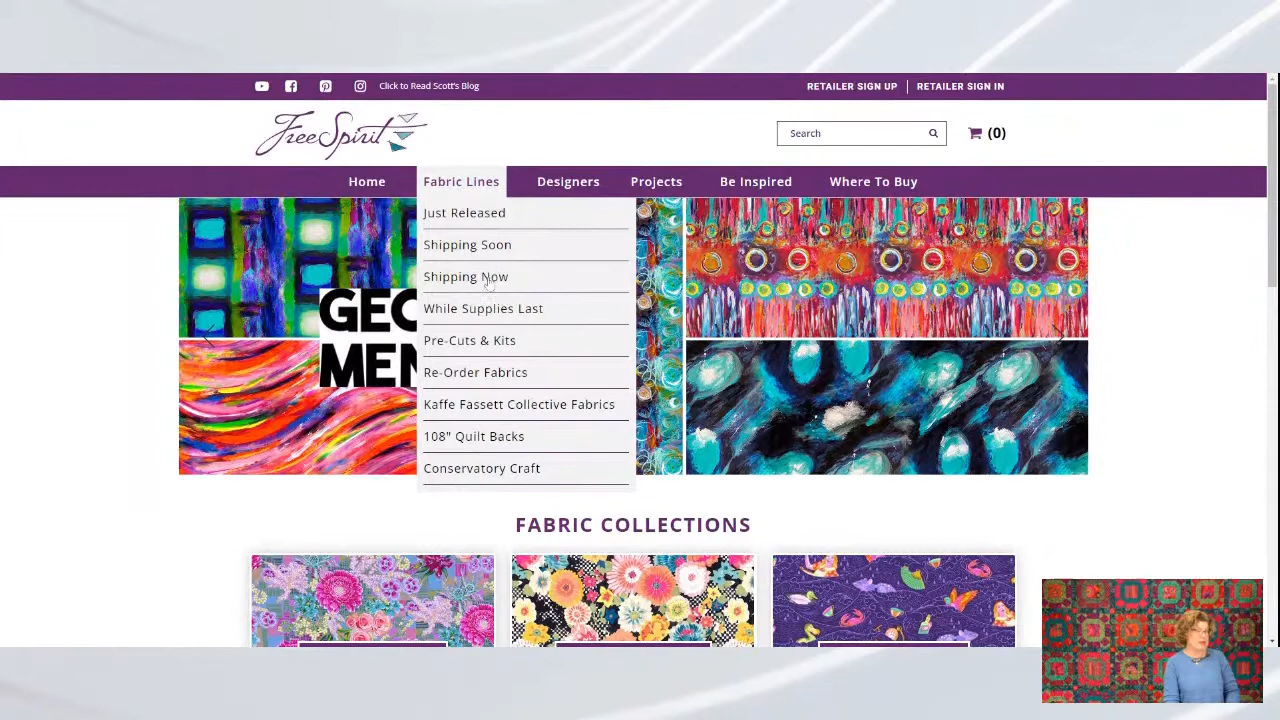 Click to Read Scott's Blog
RETAILER SIGN UP
RETAILER SIGN IN
FreeSpirit
Search
(0)
Home
Fabric Lines
Designers
Projects
Be Inspired
Where To Buy
Just Released
Shipping Soon
Shipping Now
While Supplies Last
Pre-Cuts & Kits
Re-Order Fabrics
Kaffe Fassett Collective Fabrics
108" Quilt Backs
Conservatory Craft
GEO
MEN
FABRIC COLLECTIONS